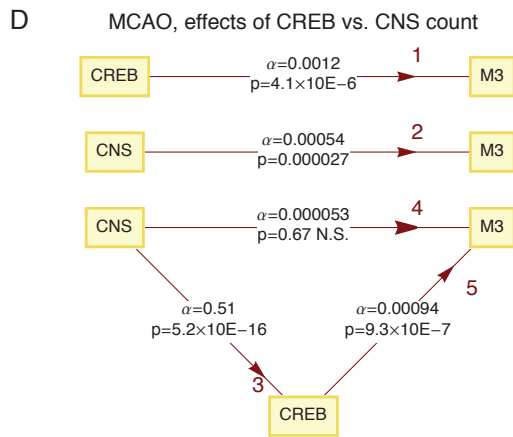 D MCAO, effects of CREB vs. CNS count
1
α=0.0012
CREB M3
p=4.1×10E−6
2
α=0.00054
CNS M3
p=0.000027
4
α=0.000053
CNS M3
p=0.67 N.S.
5
α=0.51 α=0.00094
p=5.2×10E−16 p=9.3×10E−7
3
CREB